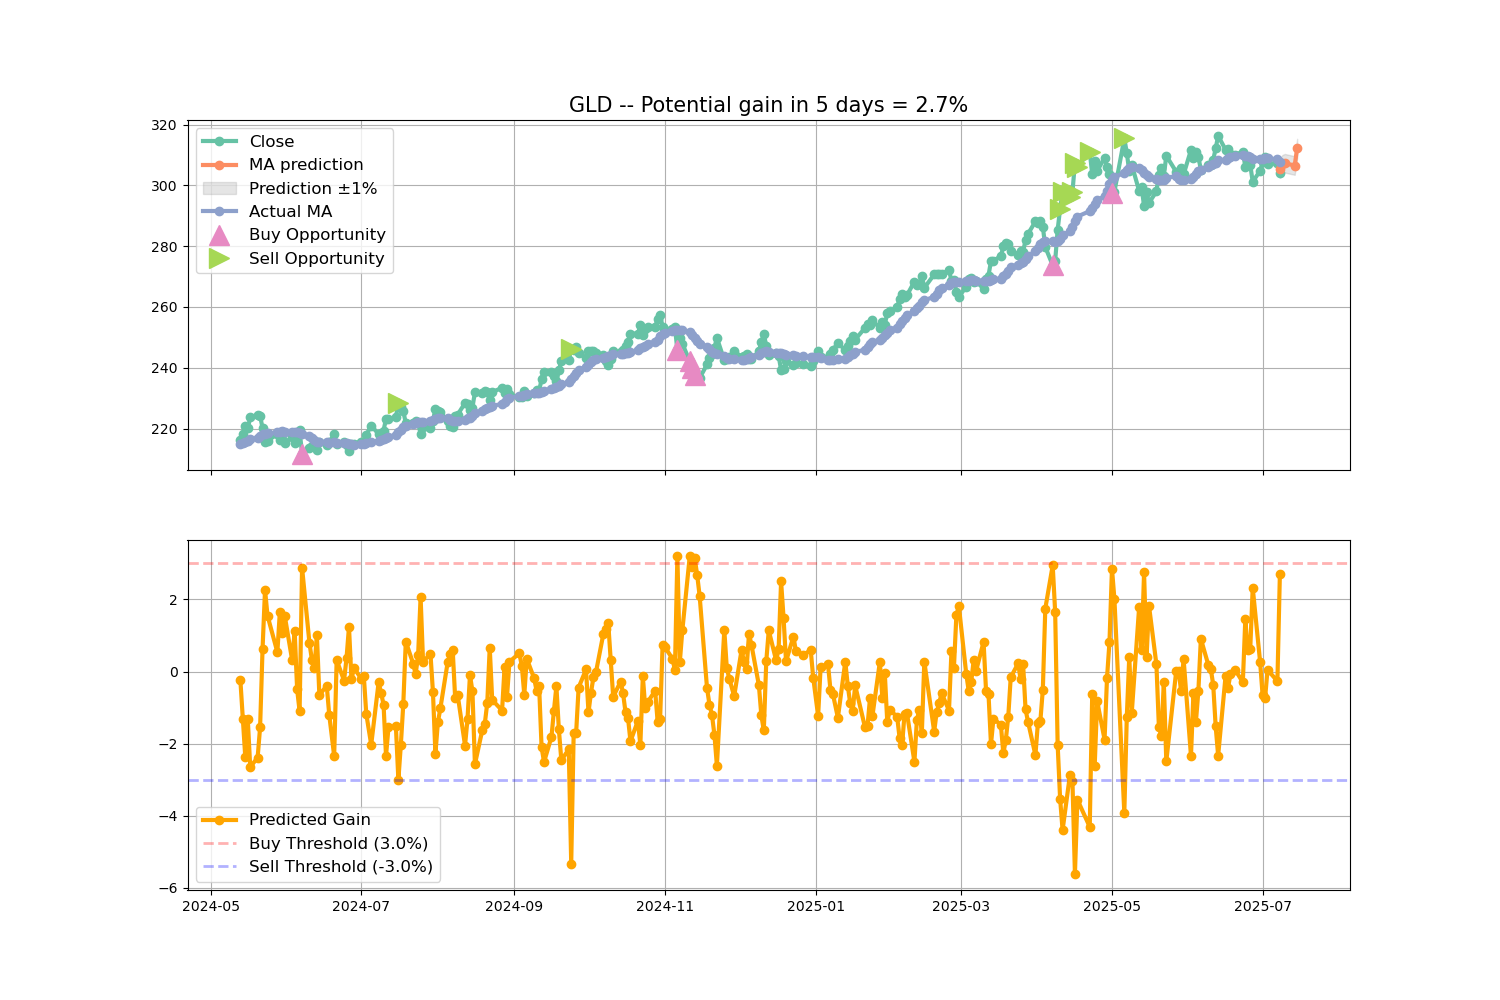 GLD -- Potential gain in 5 days = 2.7%
320
300
280
260
240
220
Close
MA prediction
Prediction ±1%
Actual MA
Buy Opportunity
Sell Opportunity
2
0
−2
−4
−6
Predicted Gain
Buy Threshold (3.0%)
Sell Threshold (-3.0%)
2024-05 2024-07 2024-09 2024-11 2025-01 2025-03 2025-05 2025-07